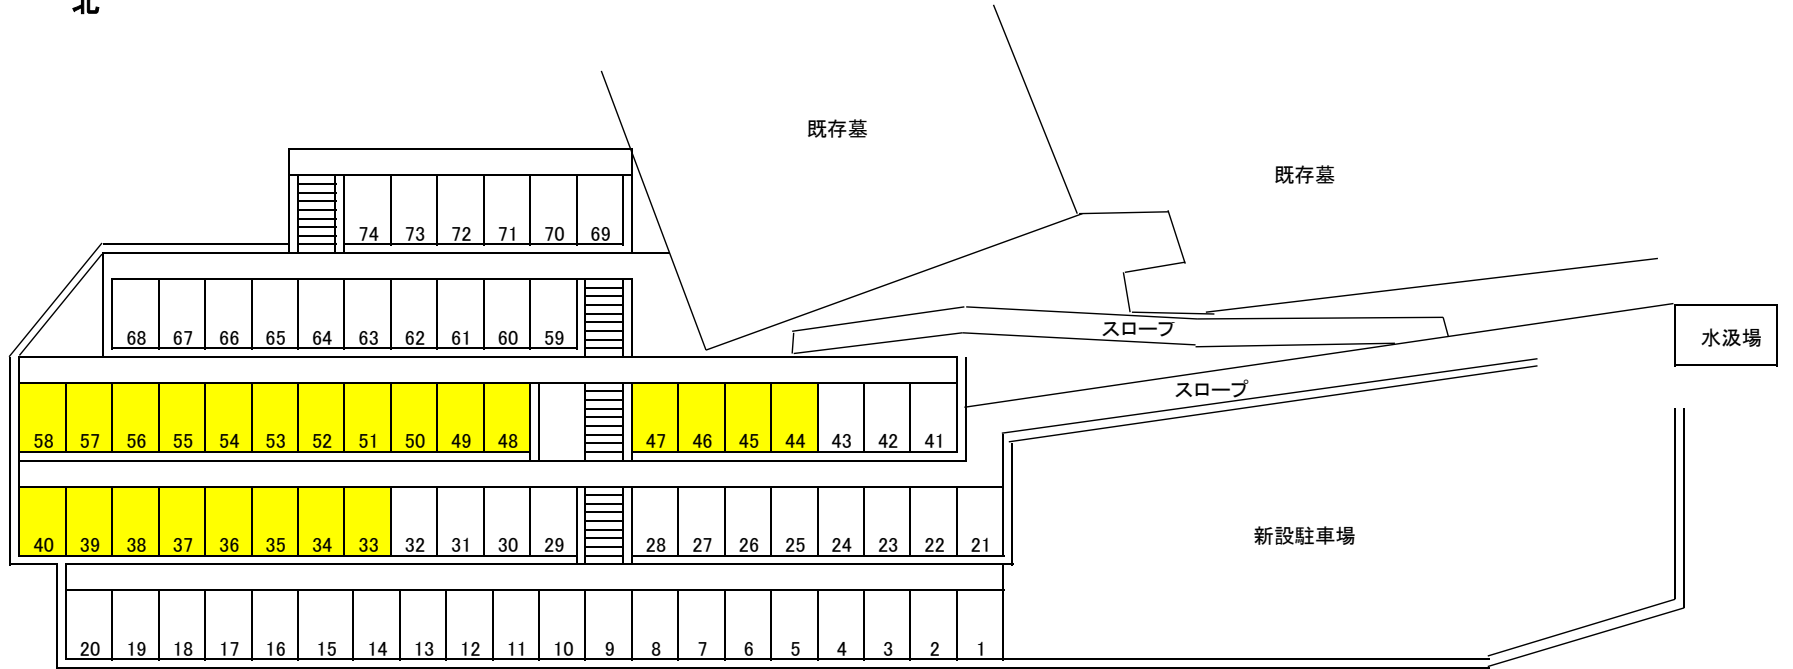 北
既存墓
既存墓
74 73 72 71 70 69
スロープ
68 67 66 65 64 63 62 61 60 59
水汲場
スロープ
58 57 56 55 54 53 52 51 50 49 48 47 46 45 44 43 42 41
新設駐車場
40 39 38 37 36 35 34 33 32 31 30 29 28 27 26 25 24 23 22 21
20 19 18 17 16 15 14 13 12 11 10 9 8 7 6 5 4 3 2 1